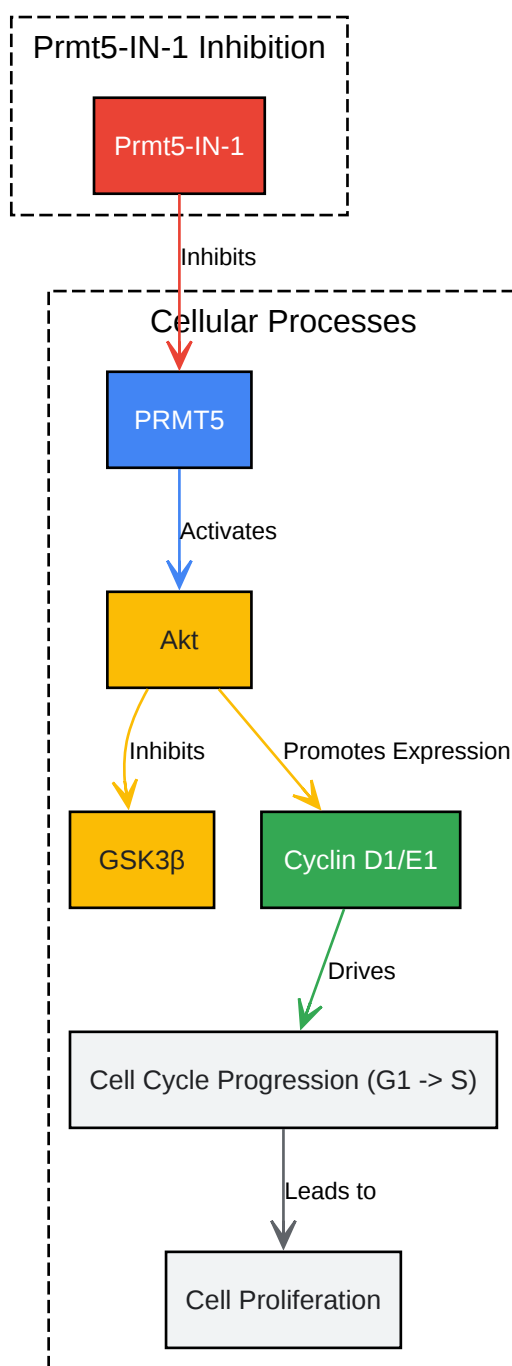 Prmt5-IN-1 Inhibition
Prmt5-IN-1
Inhibits
Cellular Processes
PRMT5
Activates
Akt
Inhibits
Promotes Expression
GSK3β
Cyclin D1/E1
Drives
Cell Cycle Progression (G1 -> S)
Leads to
Cell Proliferation